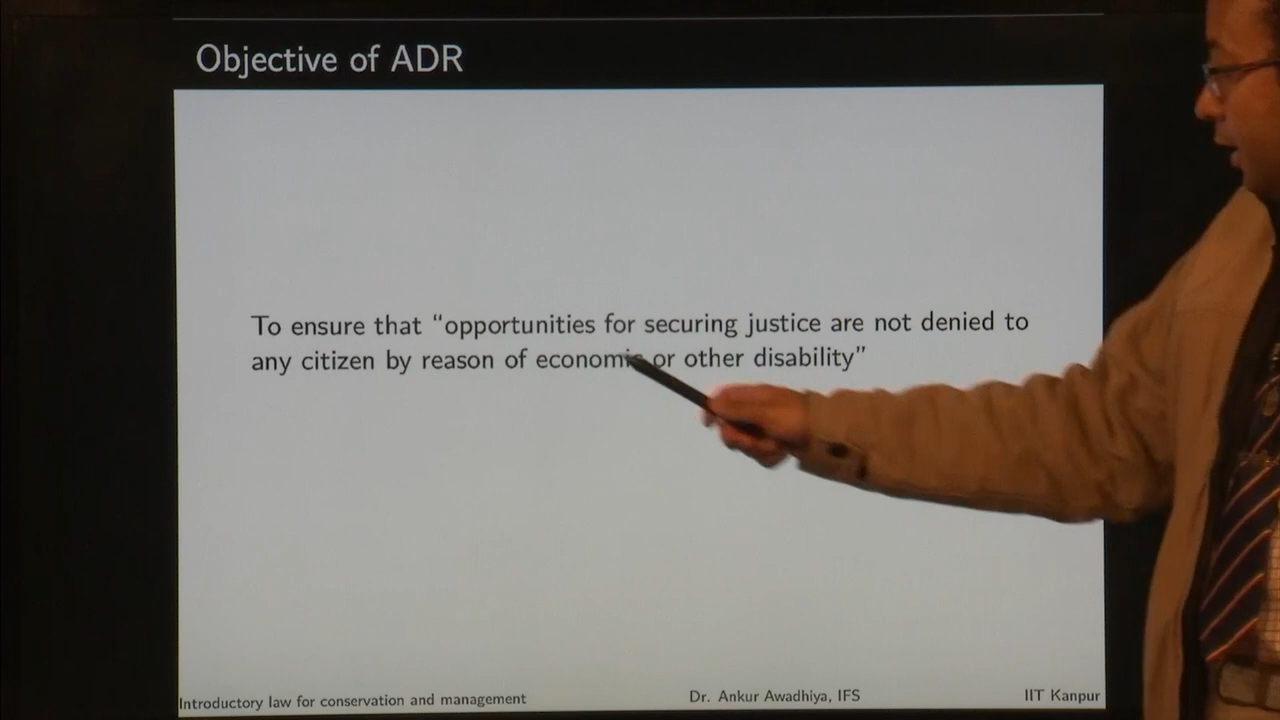 Objective of ADR
To ensure that “opportunities for securing justice are not denied to
any citizen by reason of economic or other disability”
Introductory law for conservation and management Dr. Ankur Awadhiya, IFS IIT Kanpur